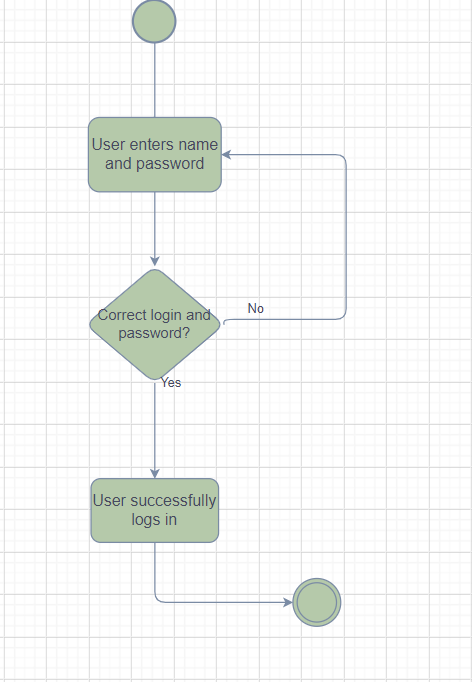 User enters name
and password
Correct login and
password?
No
Yes
User successfully
logs in